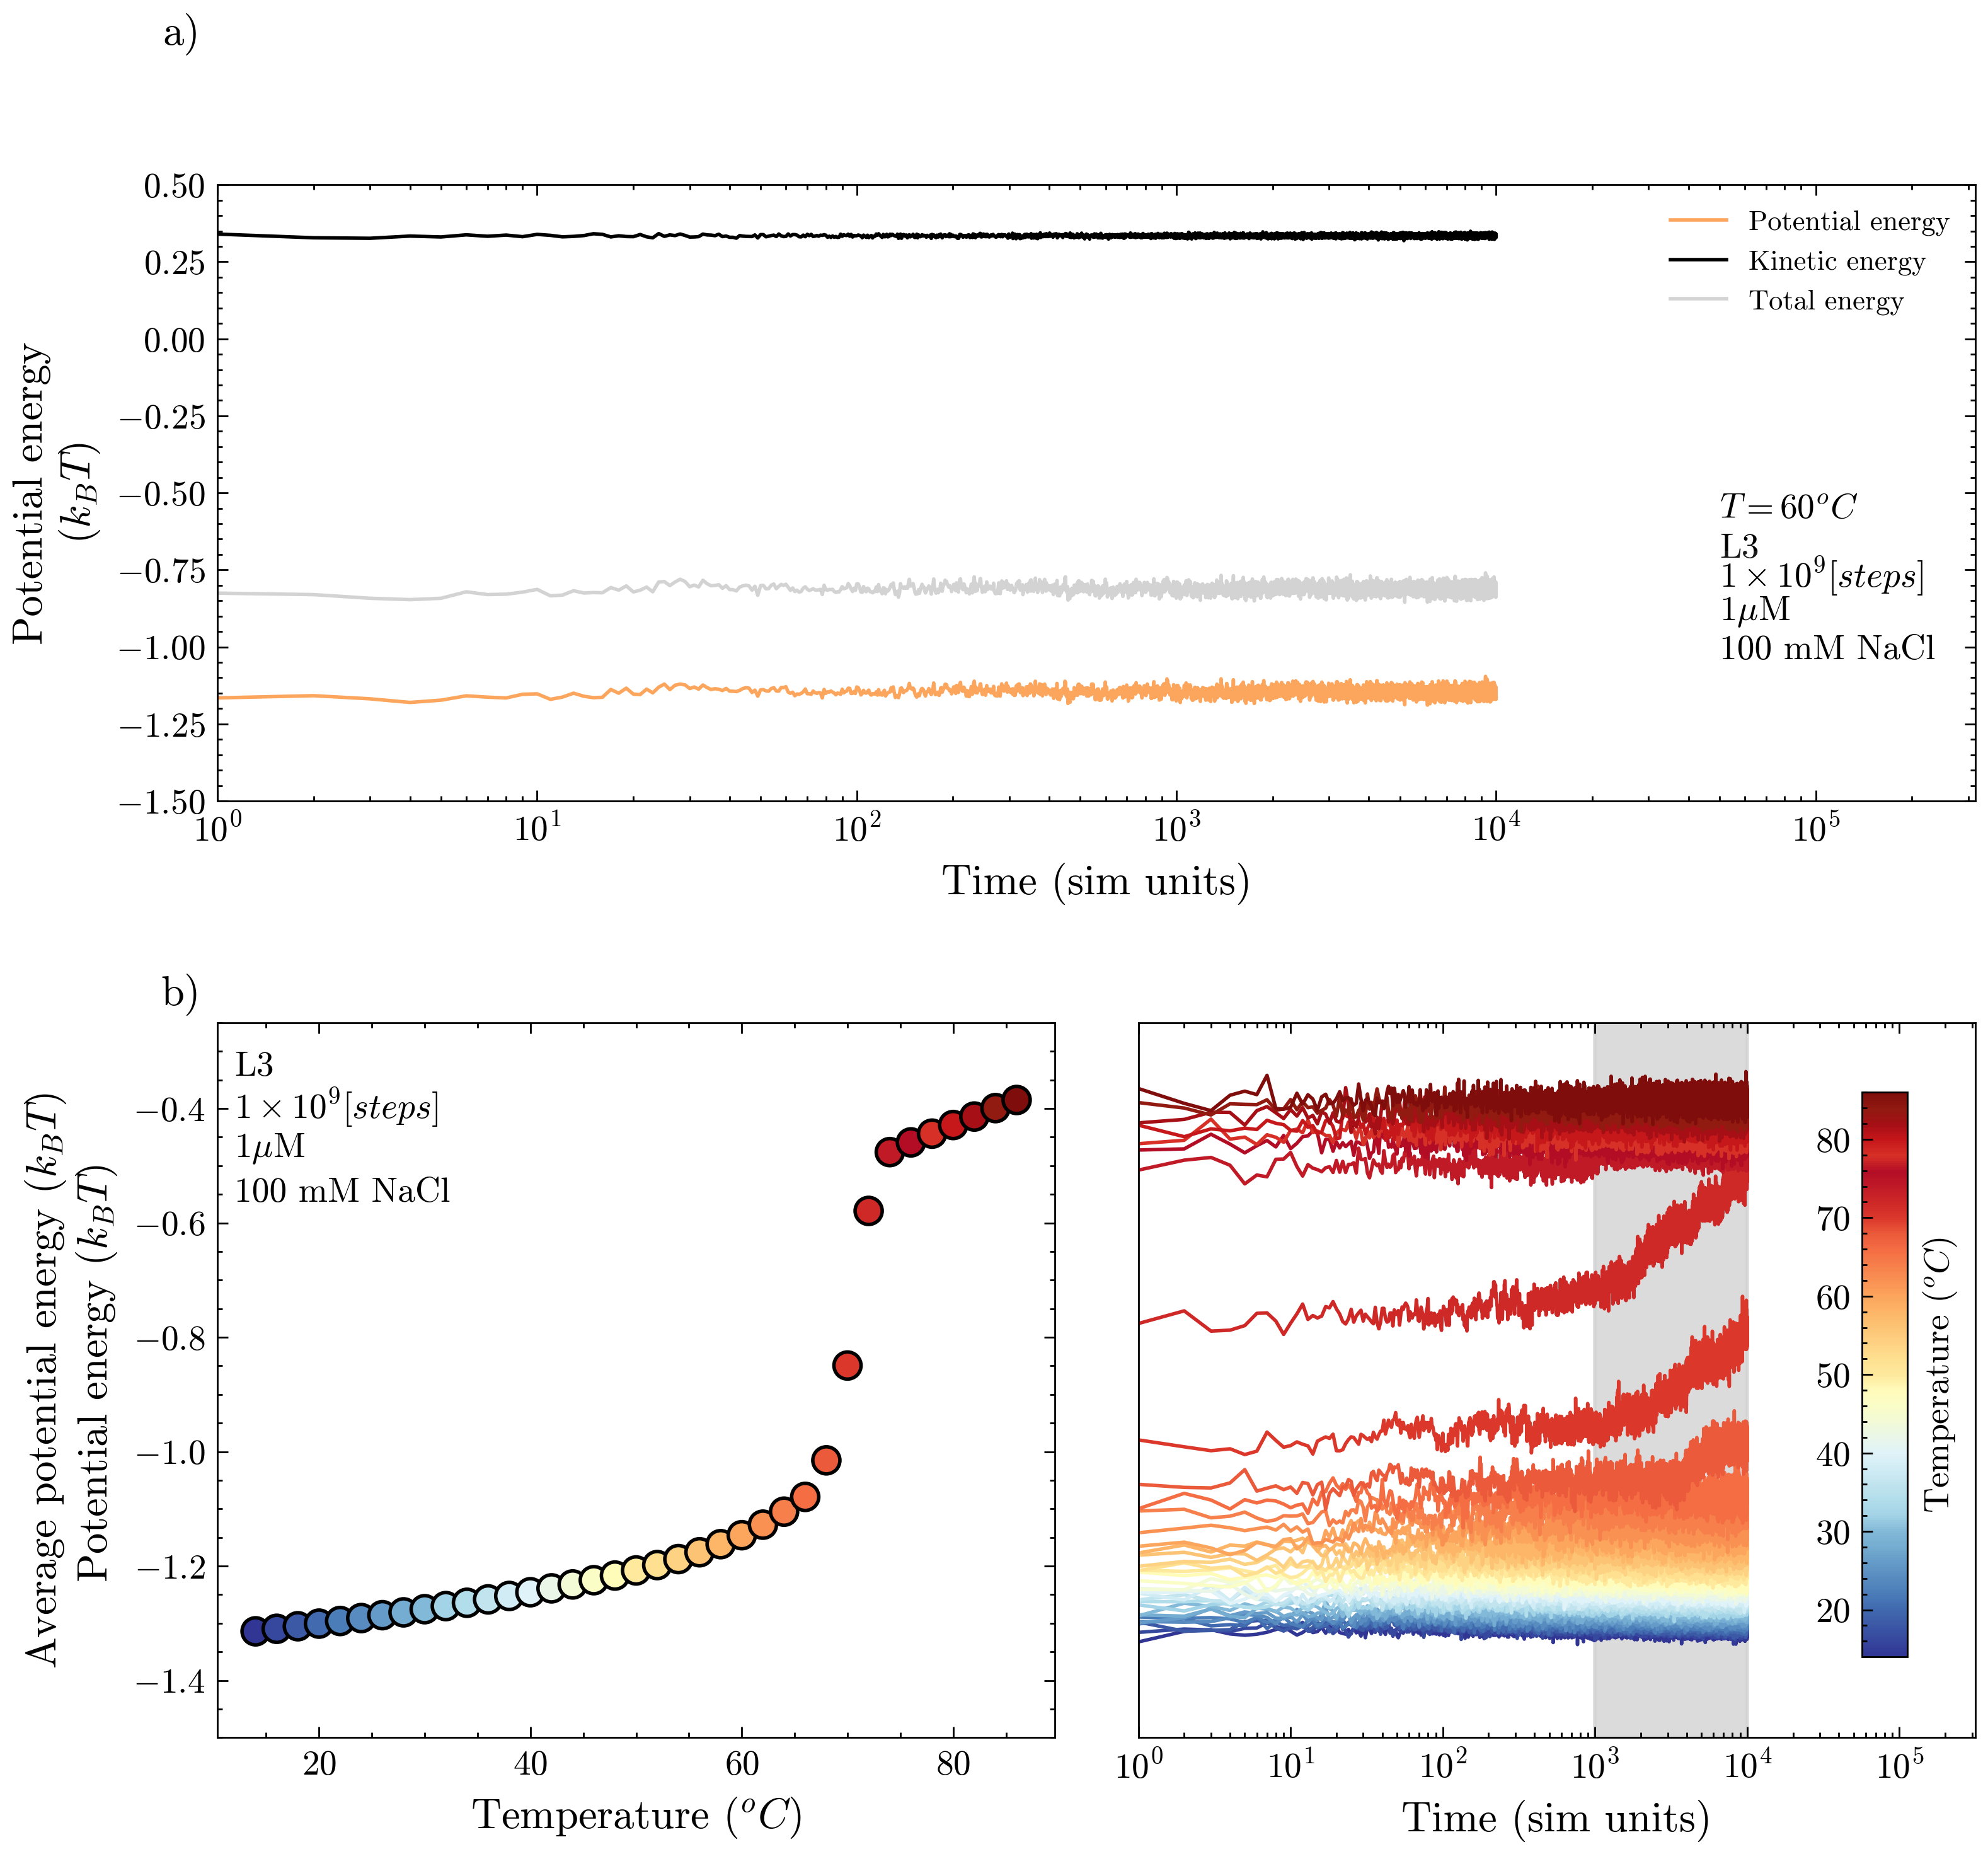 a)
0.50
0.25
0.00
−0.25
−0.50
−0.75
−1.00
−1.25
−1.50
Potential energy
(k_BT)
Potential energy
Kinetic energy
Total energy
T = 60^oC
L3
1 × 10^9[steps]
1μM
100 mM NaCl
10^0 10^1 10^2 10^3 10^4 10^5
Time (sim units)
b)
Average potential energy (k_BT)
Potential energy (k_BT)
−0.4
−0.6
−0.8
−1.0
−1.2
−1.4
L3
1 × 10^9[steps]
1μM
100 mM NaCl
20 40 60 80
Temperature (^oC)
80
70
60
50
40
30
20
Temperature (^oC)
10^0 10^1 10^2 10^3 10^4 10^5
Time (sim units)